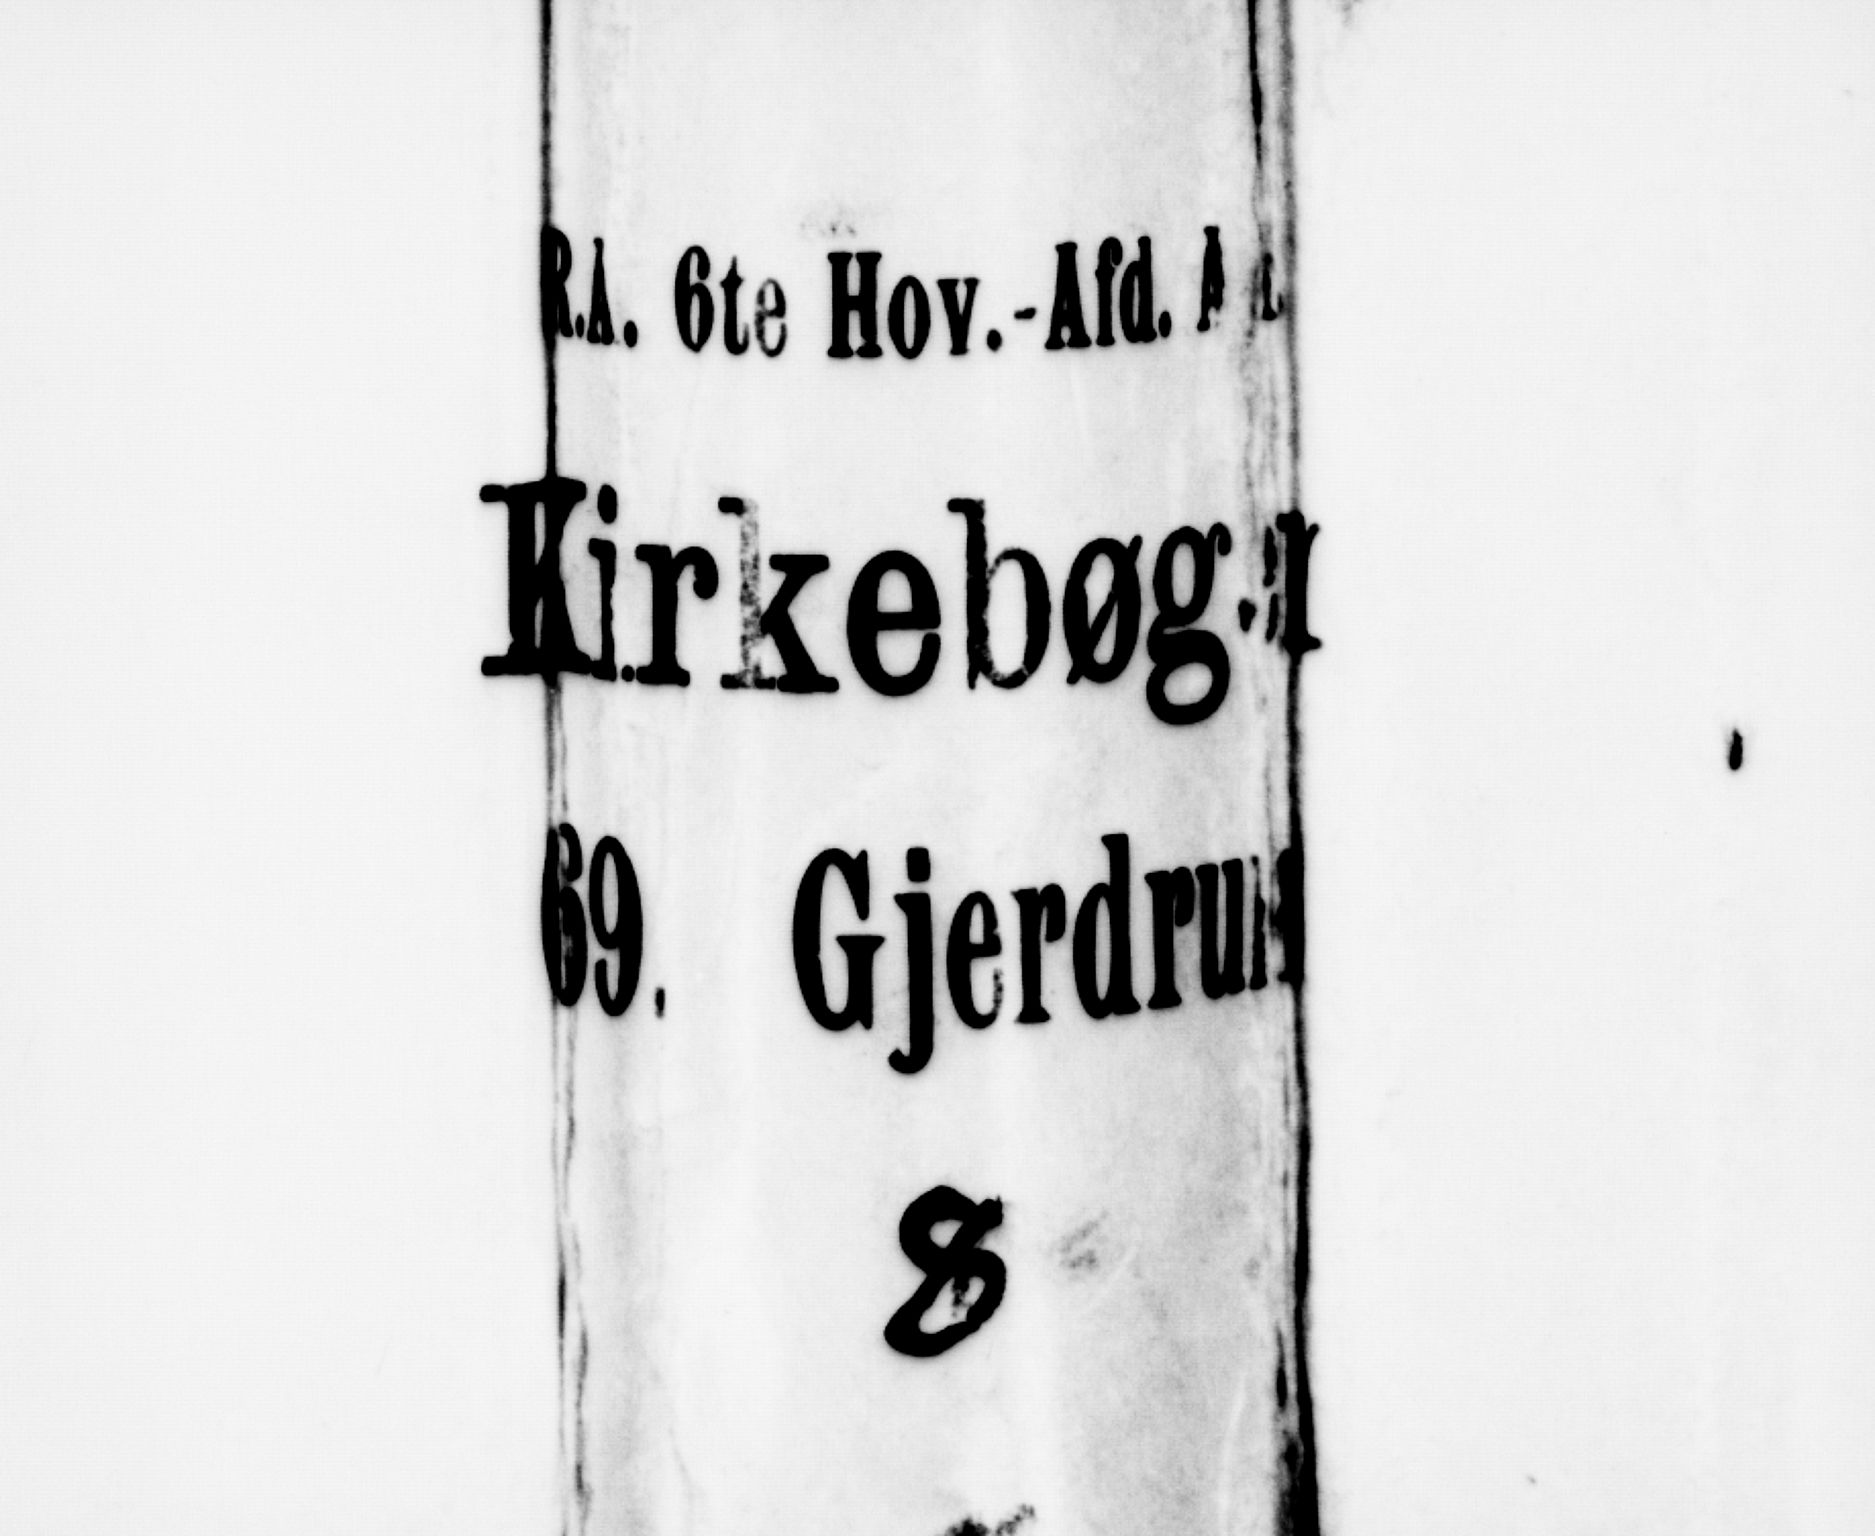 R.A. 6te Hov.-Afd.
Kirkebøger
69. Gjerdrum
8